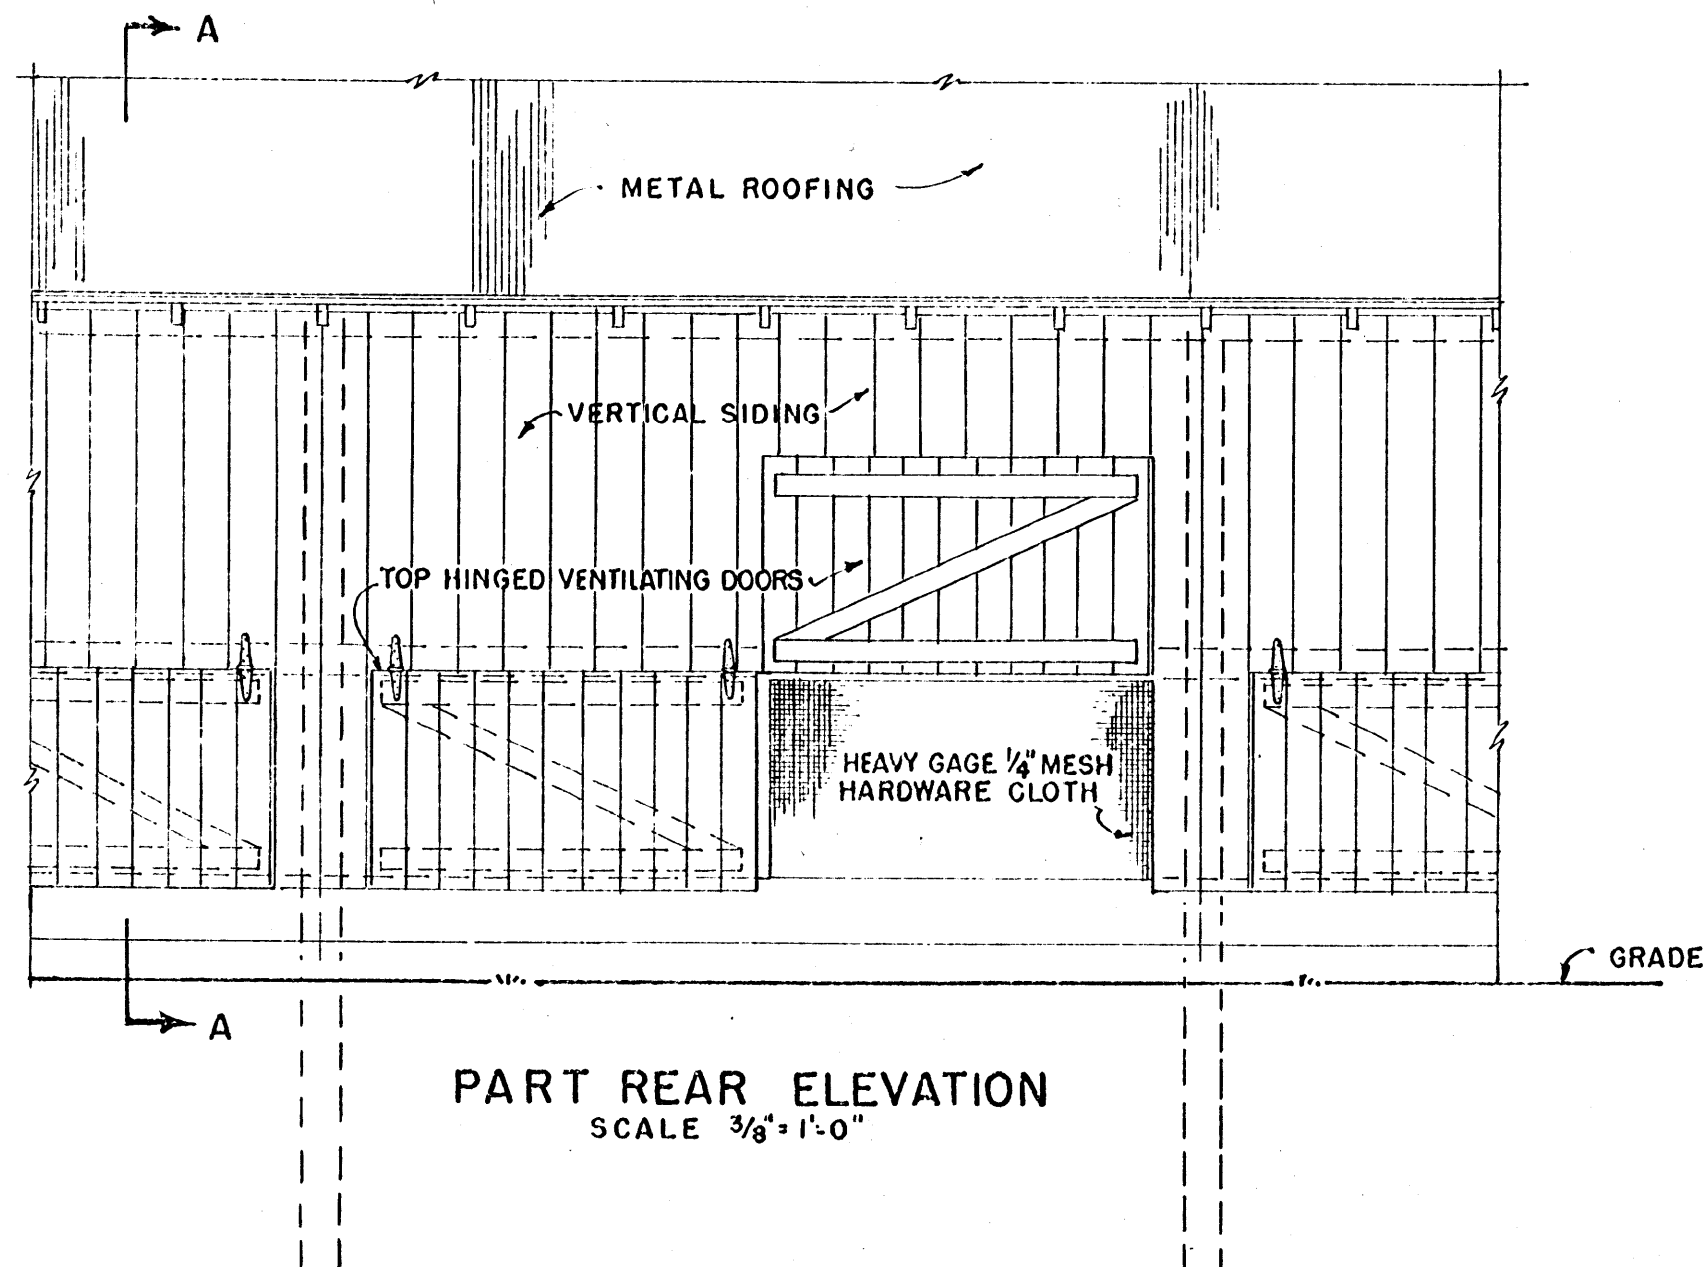 A
METAL ROOFING
VERTICAL SIDING
TOP HINGED VENTILATING DOORS
HEAVY GAGE 1/4" MESH
HARDWARE CLOTH
GRADE
A
PART REAR ELEVATION
SCALE 3/8" = 1'-0"